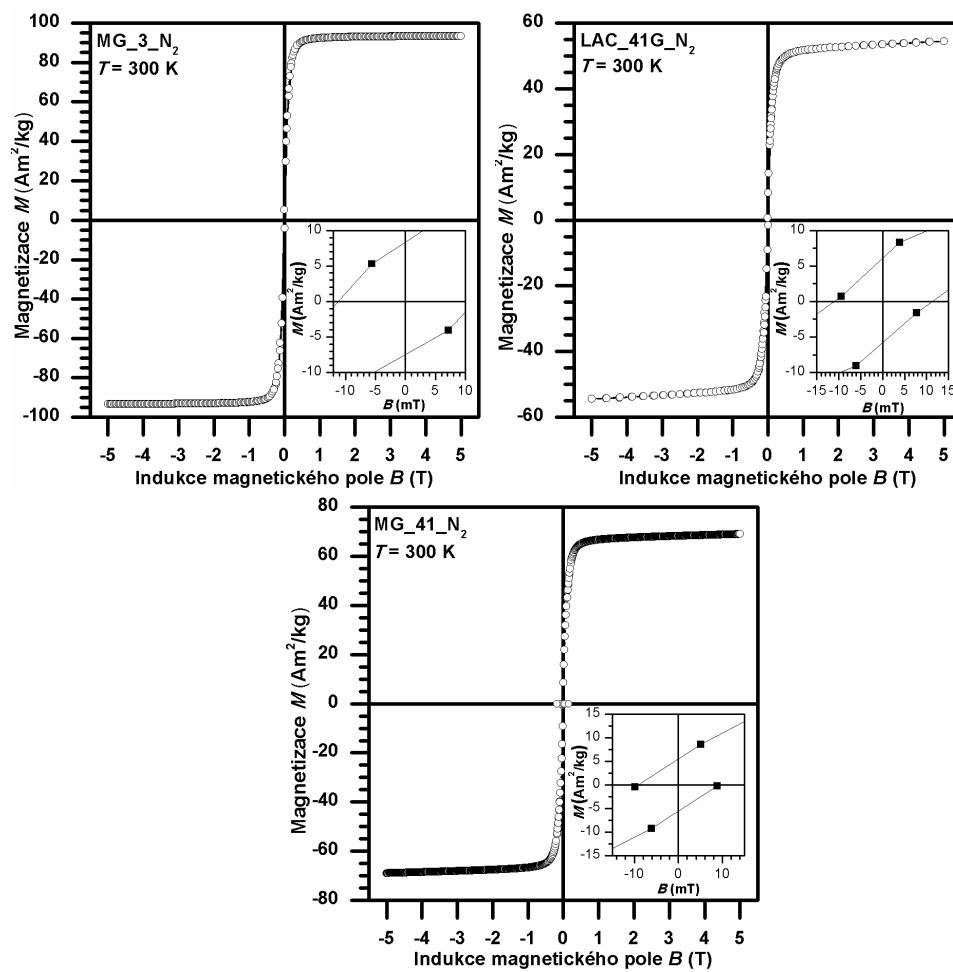 MG_3_N₂
T = 300 K
Magnetizace M (Am²/kg)
100
80
60
40
20
0
-20
-40
-60
-80
-100
-5 -4 -3 -2 -1 0 1 2 3 4 5
Indukce magnetického pole B (T)
M (Am²/kg)
10
5
0
-5
-10
-10 -5 0 5 10
B (mT)
LAC_41G_N₂
T = 300 K
Magnetizace M (Am²/kg)
60
40
20
0
-20
-40
-60
-5 -4 -3 -2 -1 0 1 2 3 4 5
Indukce magnetického pole B (T)
M (Am²/kg)
10
5
0
-5
-10
-15 -10 -5 0 5 10 15
B (mT)
MG_41_N₂
T = 300 K
Magnetizace M (Am²/kg)
80
60
40
20
0
-20
-40
-60
-80
-5 -4 -3 -2 -1 0 1 2 3 4 5
Indukce magnetického pole B (T)
M (Am²/kg)
15
10
5
0
-5
-10
-15
-10 0 10
B (mT)